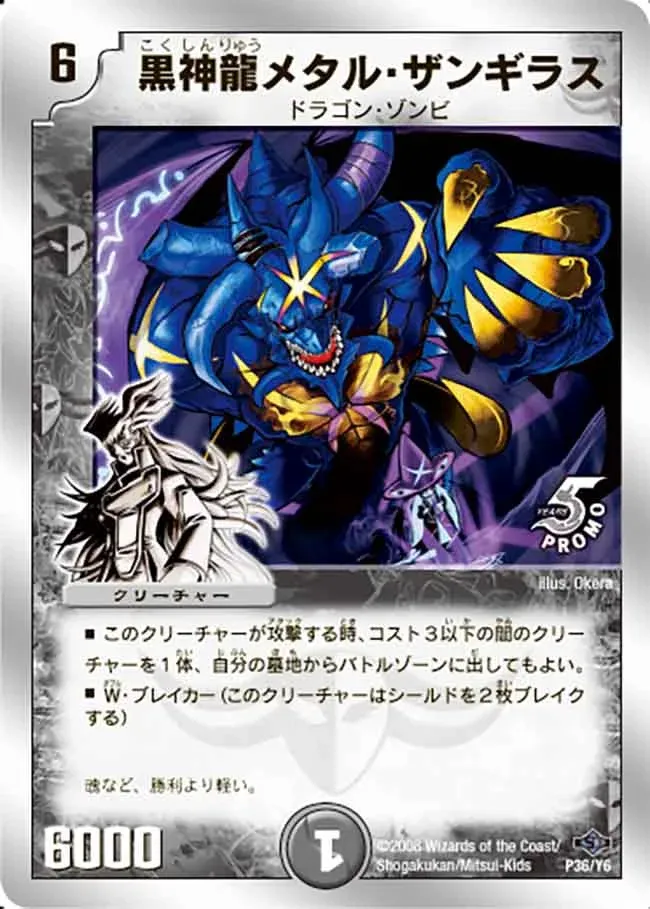 6
こくしんりゅう
黒神龍メタル・ザンギラス
ドラゴン・ゾンビ
5 YEARS PROMO
illus. Okera
クリーチャー
■ このクリーチャーが攻撃する時、コスト3以下の闇のクリー
チャーを1体、自分の墓地からバトルゾーンに出してもよい。
■ W・ブレイカー(このクリーチャーはシールドを2枚ブレイク
する)
魂など、勝利より軽い。
6000
1
©2008 Wizards of the Coast/
Shogakukan/Mitsui-Kids
P36/Y6